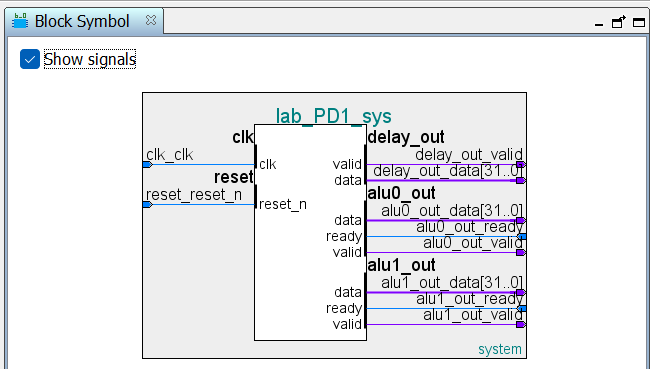 Block Symbol
Show signals
lab_PD1_sys
clk
delay_out
clk_clk
delay_out_valid
clk
valid
reset
delay_out_data[31..0]
data
reset_reset_n
alu0_out
reset_n
alu0_out_data[31..0]
data
alu0_out_ready
ready
alu0_out_valid
valid
alu1_out
alu1_out_data[31..0]
data
alu1_out_ready
ready
alu1_out_valid
valid
system